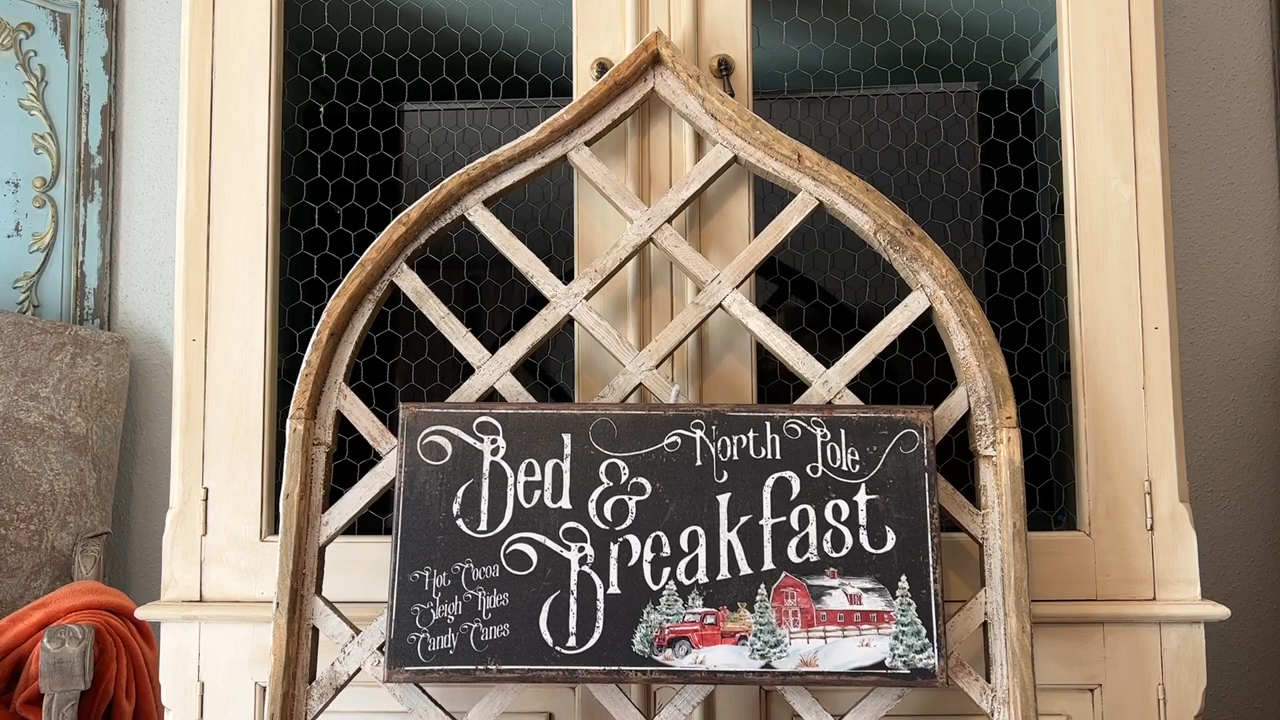 North Pole
Bed &
Breakfast
Hot Cocoa
Sleigh Rides
Candy Canes